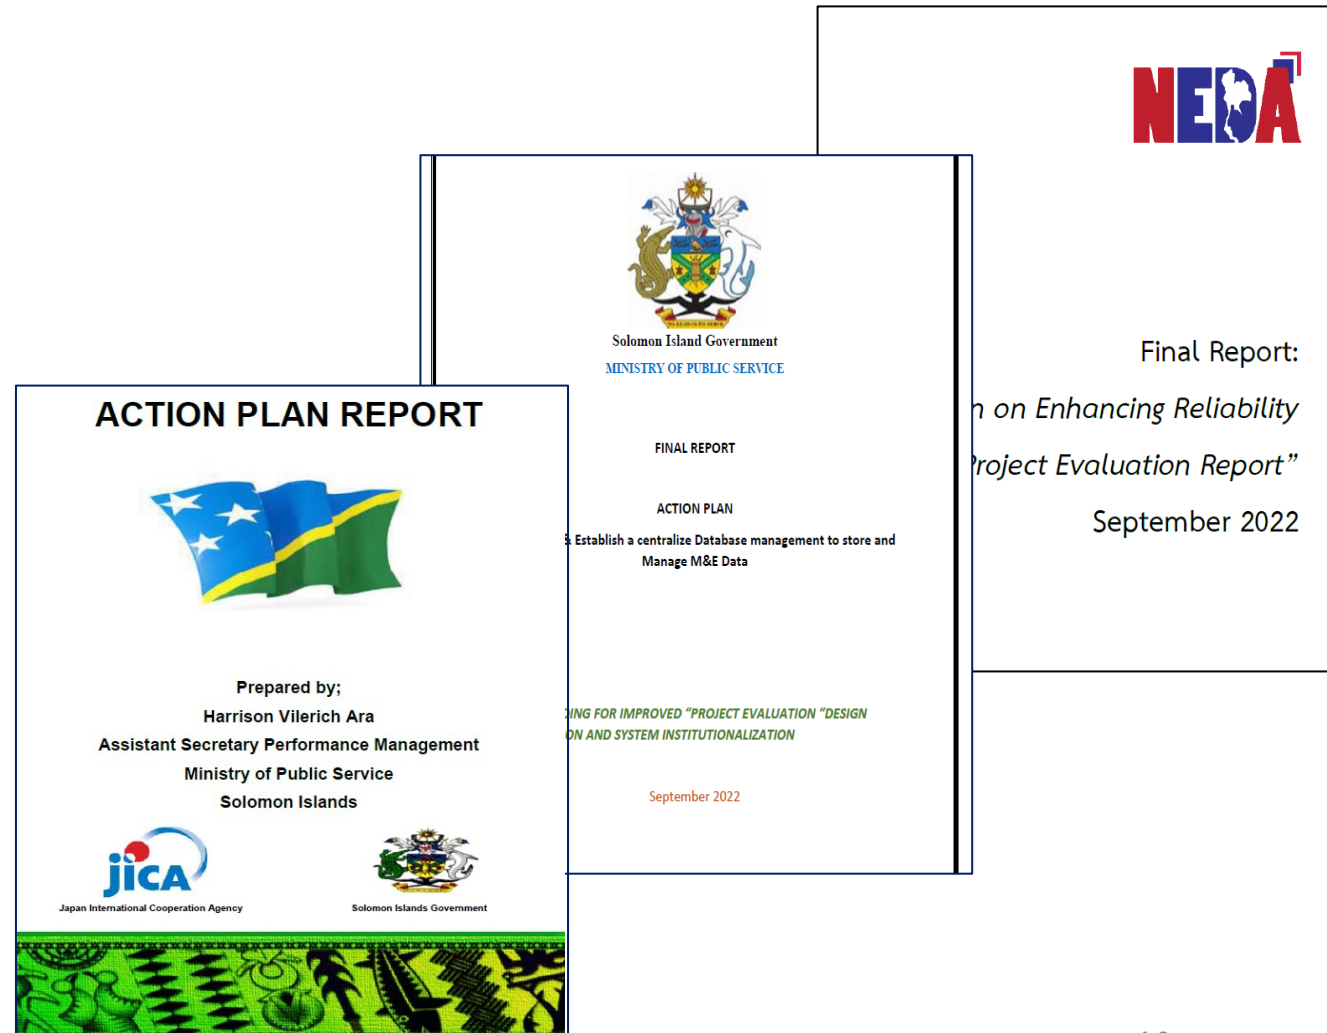 NEDA
Final Report:
n on Enhancing Reliability
Project Evaluation Report”
September 2022
Solomon Island Government
MINISTRY OF PUBLIC SERVICE
FINAL REPORT
ACTION PLAN
& Establish a centralize Database management to store and
Manage M&E Data
ING FOR IMPROVED “PROJECT EVALUATION “DESIGN
ON AND SYSTEM INSTITUTIONALIZATION
September 2022
ACTION PLAN REPORT
Prepared by;
Harrison Vilerich Ara
Assistant Secretary Performance Management
Ministry of Public Service
Solomon Islands
jica
Japan International Cooperation Agency
Solomon Islands Government